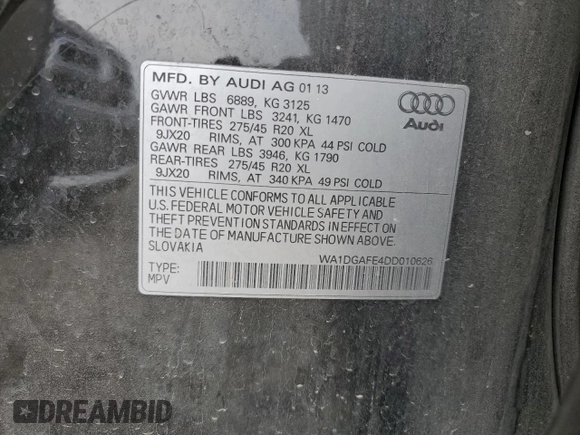 MFD. BY AUDI AG 01 13
GVWR LBS 6889, KG 3125
GAWR FRONT LBS 3241, KG 1470
FRONT-TIRES 275/45 R20 XL
9JX20 RIMS, AT 300 KPA 44 PSI COLD
GAWR REAR LBS 3946, KG 1790
REAR-TIRES 275/45 R20 XL
9JX20 RIMS, AT 340 KPA 49 PSI COLD
Audi
THIS VEHICLE CONFORMS TO ALL APPLICABLE
U.S. FEDERAL MOTOR VEHICLE SAFETY AND
THEFT PREVENTION STANDARDS IN EFFECT ON
THE DATE OF MANUFACTURE SHOWN ABOVE.
SLOVAKIA
WA1DGAFE4DD010626
TYPE:
MPV
DREAMBID